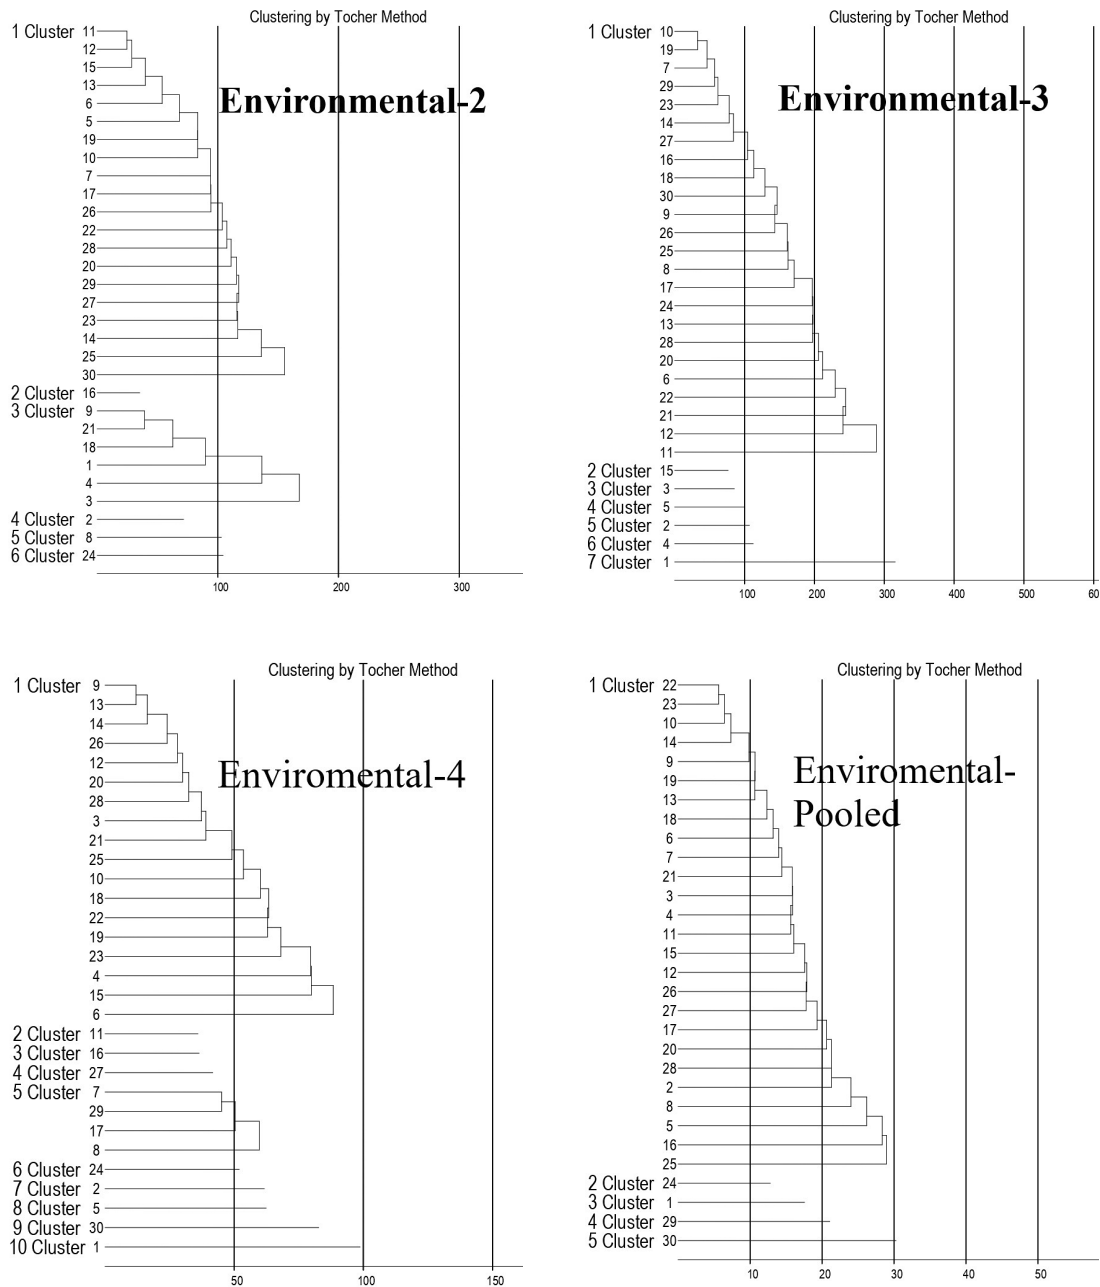 Clustering by Tocher Method
1 Cluster 11
12
15
13
6
5
19
10
7
17
26
22
28
20
29
27
23
14
25
30
2 Cluster 16
3 Cluster 9
21
18
1
4
3
4 Cluster 2
5 Cluster 8
6 Cluster 24
Environmental-2
100 200 300
Clustering by Tocher Method
1 Cluster 10
19
7
29
23
14
27
16
18
30
9
26
25
8
17
24
13
28
20
6
22
21
12
11
2 Cluster 15
3 Cluster 3
4 Cluster 5
5 Cluster 2
6 Cluster 4
7 Cluster 1
Environmental-3
100 200 300 400 500 60
Clustering by Tocher Method
1 Cluster 9
13
14
26
12
20
28
3
21
25
10
18
22
19
23
4
15
6
2 Cluster 11
3 Cluster 16
4 Cluster 27
5 Cluster 7
29
17
8
6 Cluster 24
7 Cluster 2
8 Cluster 5
9 Cluster 30
10 Cluster 1
Enviromental-4
50 100 150
Clustering by Tocher Method
1 Cluster 22
23
10
14
9
19
13
18
6
7
21
3
4
11
15
12
26
27
17
20
28
2
8
5
16
25
2 Cluster 24
3 Cluster 1
4 Cluster 29
5 Cluster 30
Enviromental-
Pooled
10 20 30 40 50